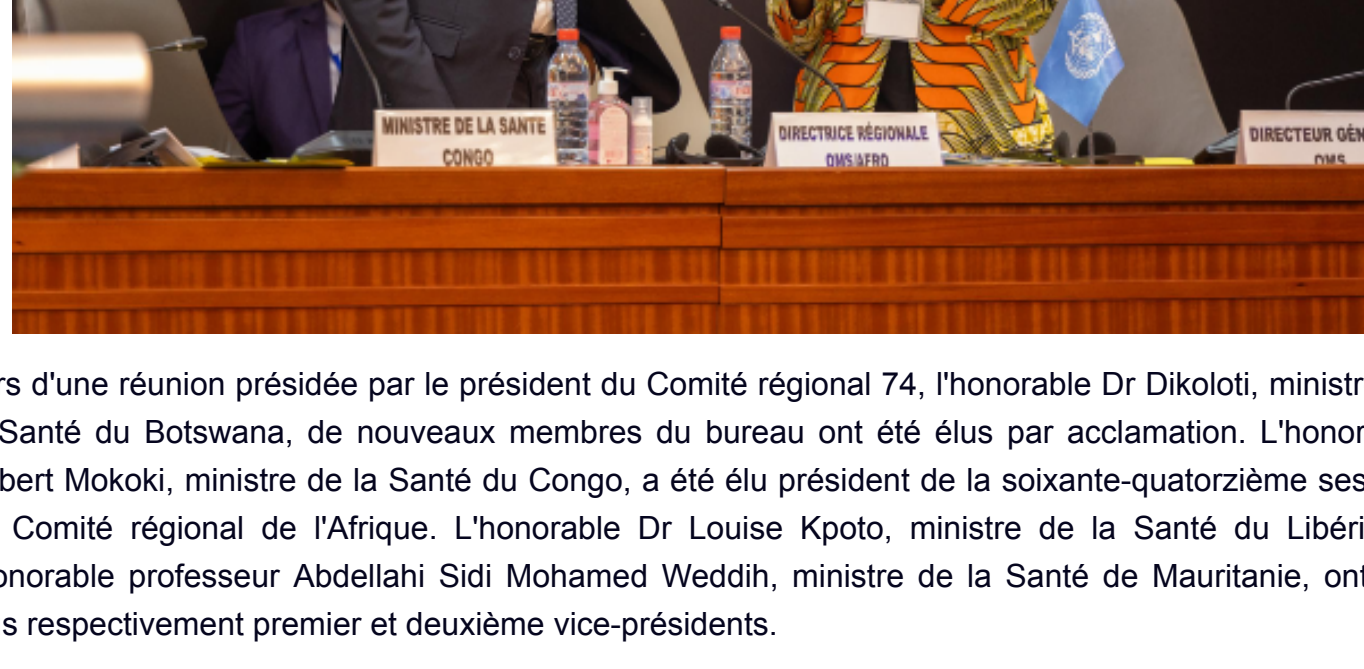 MINISTRE DE LA SANTE
CONGO
DIRECTRICE RÉGIONALE
OMS/AFRO
DIRECTEUR GÉN
OMS
rs d'une réunion présidée par le président du Comité régional 74, l'honorable Dr Dikoloti, ministr
Santé du Botswana, de nouveaux membres du bureau ont été élus par acclamation. L'honor
bert Mokoki, ministre de la Santé du Congo, a été élu président de la soixante-quatorzième ses
Comité régional de l'Afrique. L'honorable Dr Louise Kpoto, ministre de la Santé du Libéri
onorable professeur Abdellahi Sidi Mohamed Weddih, ministre de la Santé de Mauritanie, ont
s respectivement premier et deuxième vice-présidents.